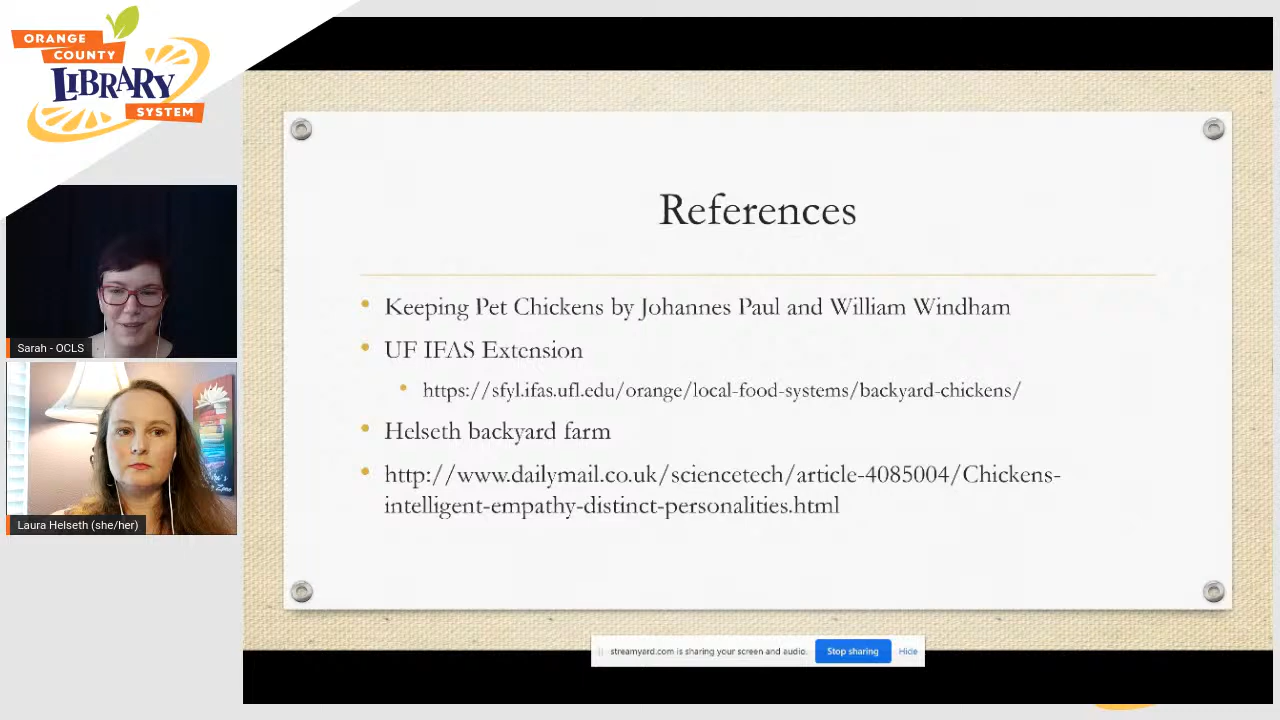 ORANGE
COUNTY
LIBRARY
SYSTEM
Sarah - OCLS
Laura Helseth (she/her)
References
Keeping Pet Chickens by Johannes Paul and William Windham
UF IFAS Extension
https://sfyl.ifas.ufl.edu/orange/local-food-systems/backyard-chickens/
Helseth backyard farm
http://www.dailymail.co.uk/sciencetech/article-4085004/Chickens-
intelligent-empathy-distinct-personalities.html
streamyard.com is sharing your screen and audio. Stop sharing Hide